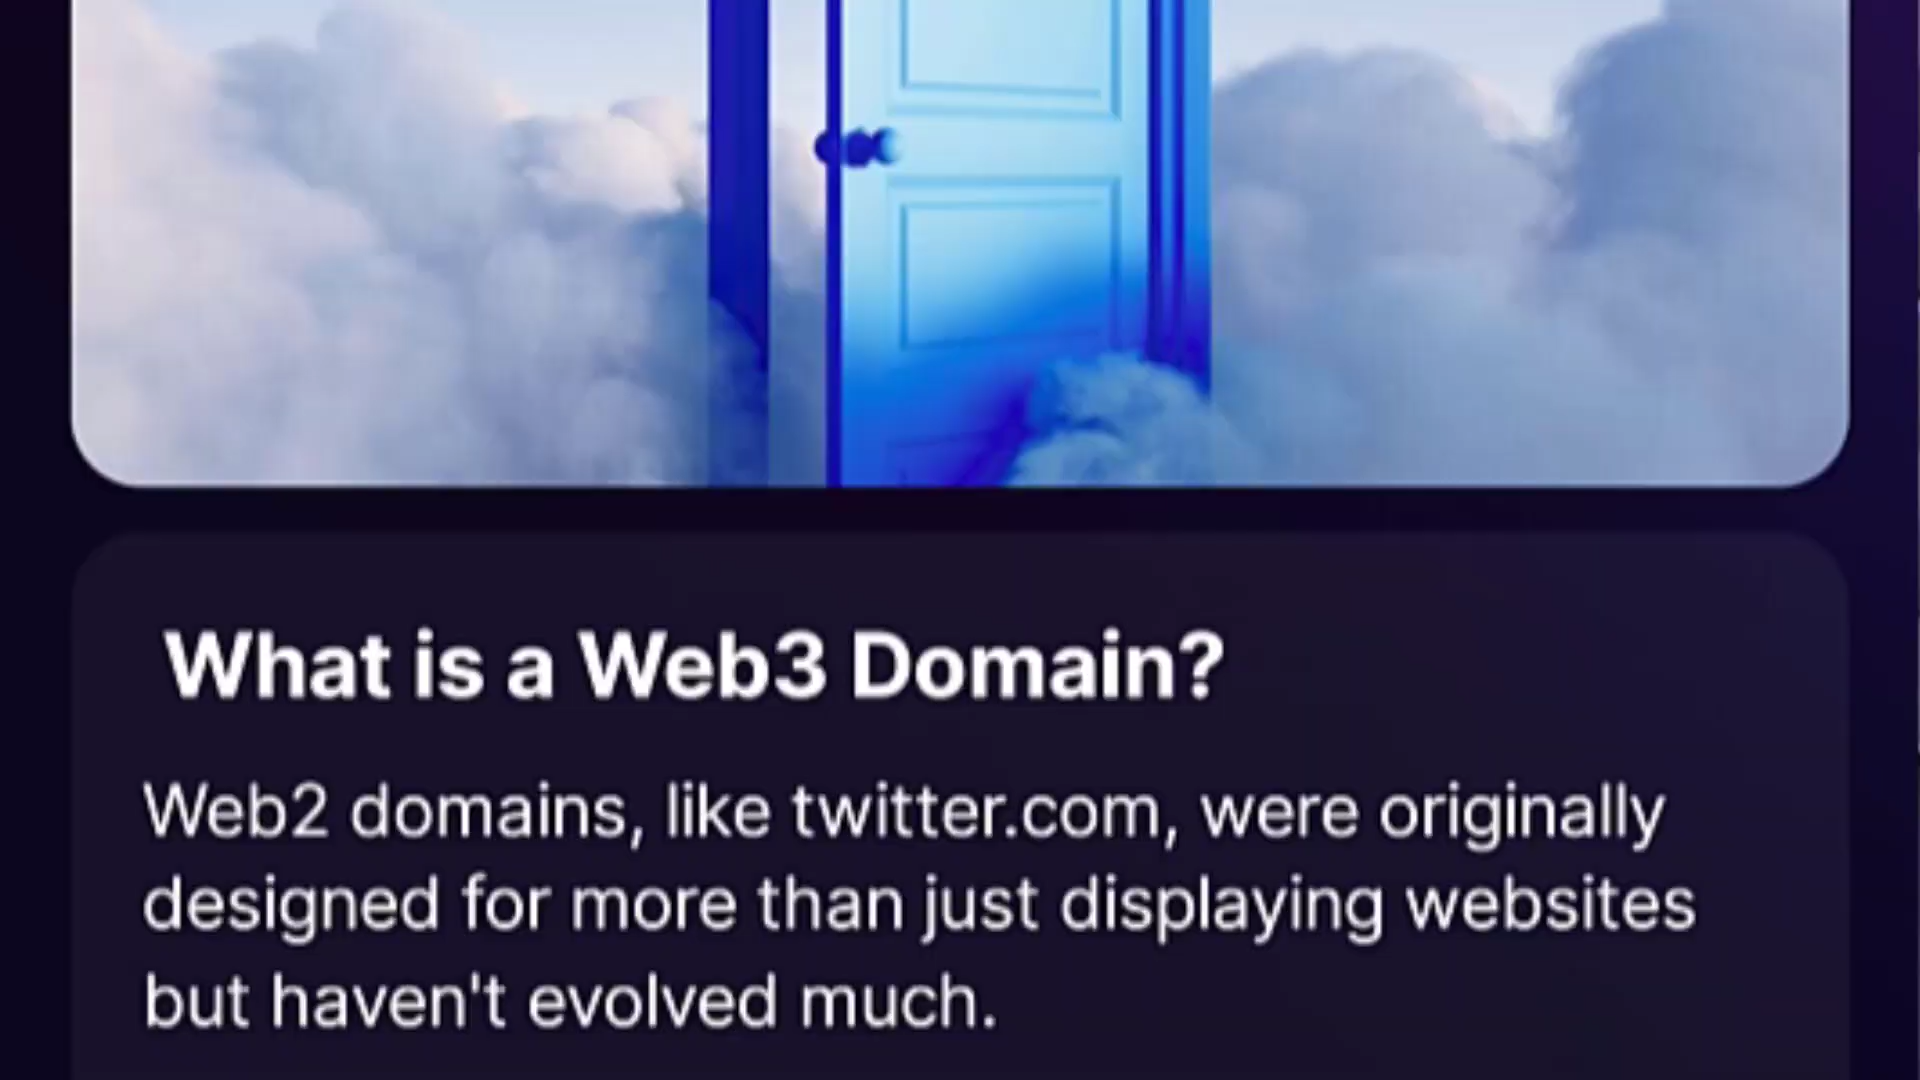 What is a Web3 Domain?
Web2 domains, like twitter.com, were originally
designed for more than just displaying websites
but haven't evolved much.